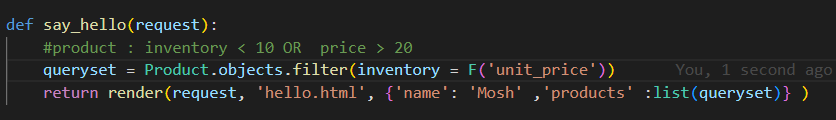 def say_hello(request):
    #product : inventory < 10 OR  price > 20
    queryset = Product.objects.filter(inventory = F('unit_price'))     You, 1 second ago
    return render(request, 'hello.html', {'name': 'Mosh' ,'products' :list(queryset)} )